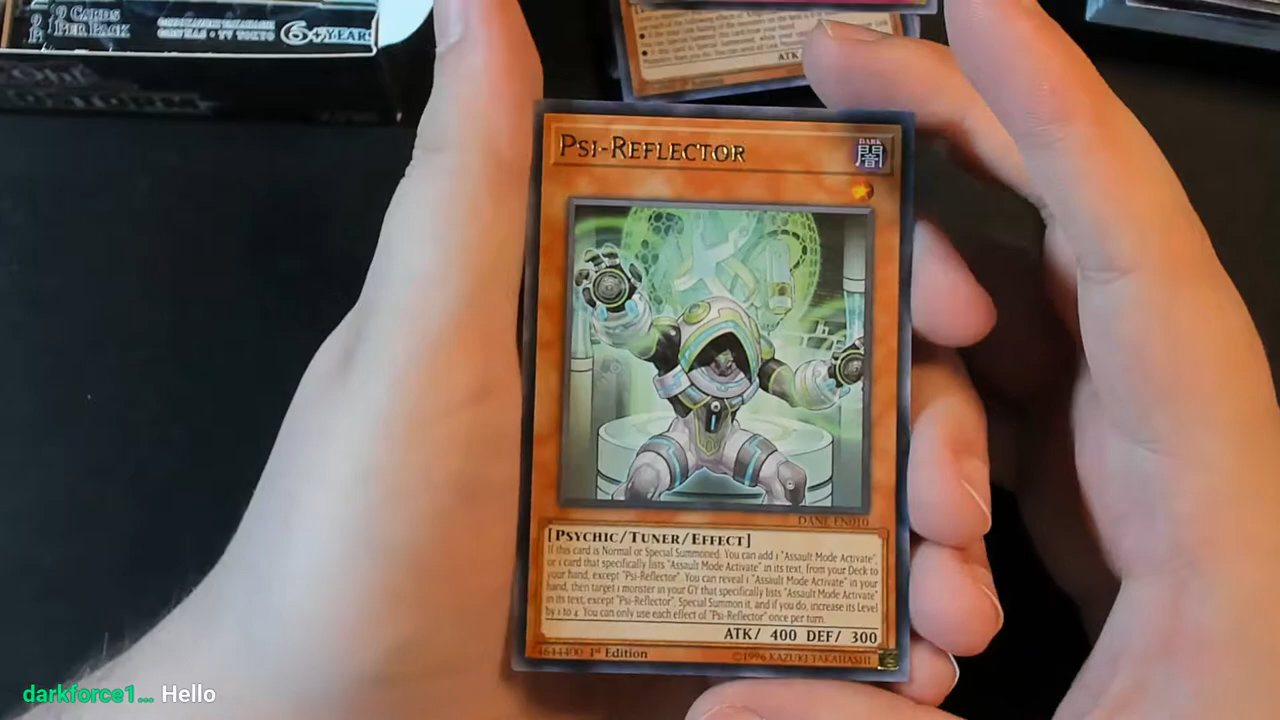 9 CARDS
PER PACK
6+ YEARS
ATK
PSI-REFLECTOR
DARK
闇
DANE-EN010
[PSYCHIC/TUNER/EFFECT]
If this card is Normal or Special Summoned: You can add 1 "Assault Mode Activate",
or 1 card that specifically lists "Assault Mode Activate" in its text, from your Deck to
your hand, except "Psi-Reflector". You can reveal 1 "Assault Mode Activate" in your
hand, then target 1 monster in your GY that specifically lists "Assault Mode Activate"
in its text, except "Psi-Reflector"; Special Summon it, and if you do, increase its Level
by 1 to 4. You can only use each effect of "Psi-Reflector" once per turn.
ATK/ 400 DEF/ 300
1st Edition
©1996 KAZUKI TAKAHASHI
darkforce1... Hello